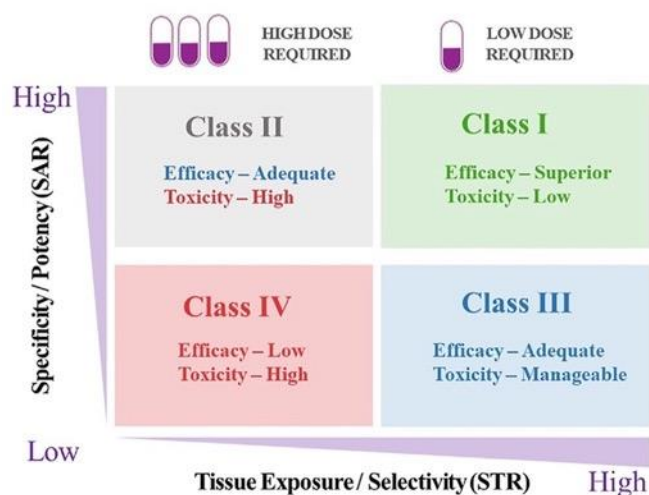 HIGH DOSE
REQUIRED
LOW DOSE
REQUIRED
High
Specificity / Potency (SAR)
Class II
Efficacy – Adequate
Toxicity – High
Class I
Efficacy – Superior
Toxicity – Low
Class IV
Efficacy – Low
Toxicity – High
Class III
Efficacy – Adequate
Toxicity – Manageable
Low
Tissue Exposure / Selectivity (STR)
High